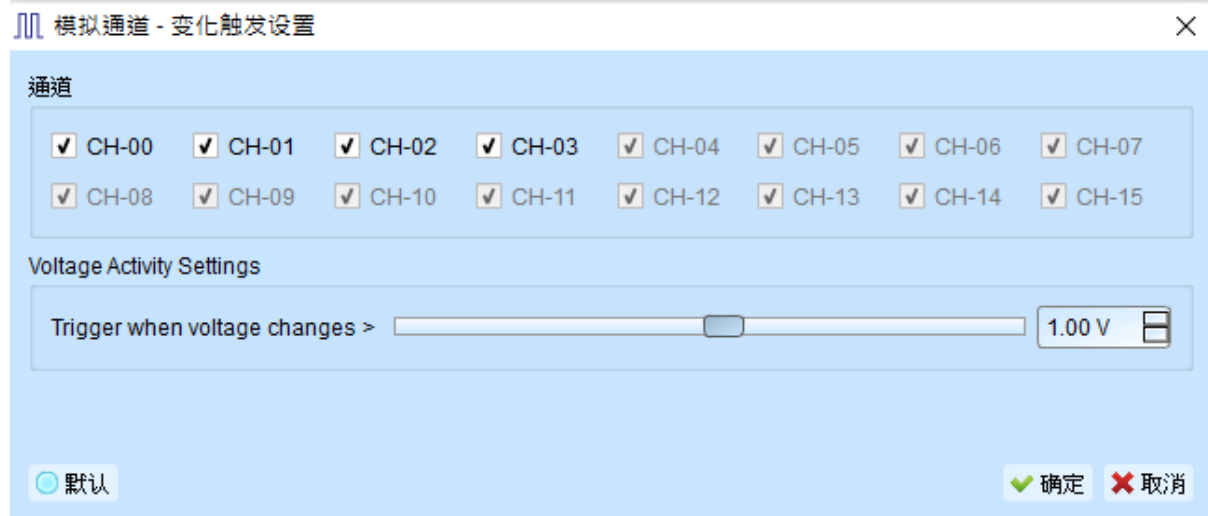 模拟通道 - 变化触发设置
通道
CH-00 CH-01 CH-02 CH-03 CH-04 CH-05 CH-06 CH-07
CH-08 CH-09 CH-10 CH-11 CH-12 CH-13 CH-14 CH-15
Voltage Activity Settings
Trigger when voltage changes > 1.00 V
默认 确定 取消